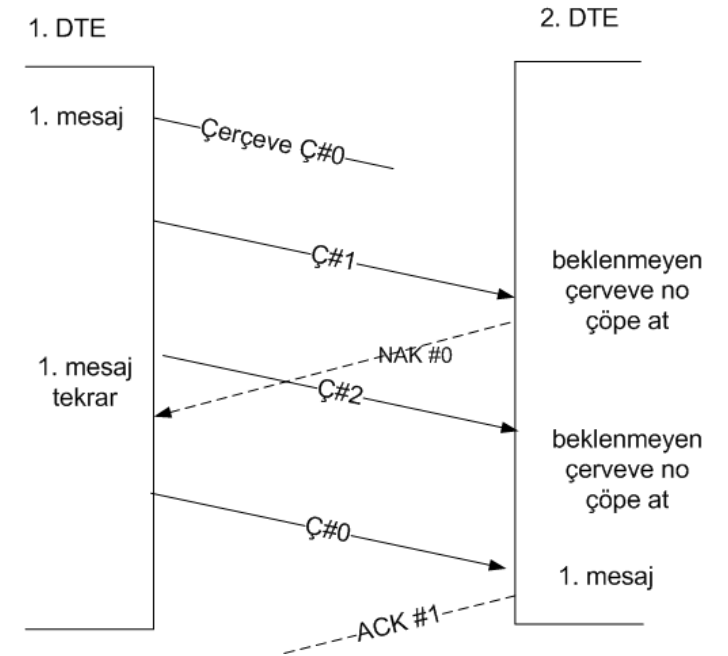 1. DTE
2. DTE
1. mesaj
Çerçeve Ç#0
Ç#1
beklenmeyen
çerveve no
çöpe at
NAK #0
1. mesaj
tekrar
Ç#2
beklenmeyen
çerveve no
çöpe at
Ç#0
1. mesaj
ACK #1